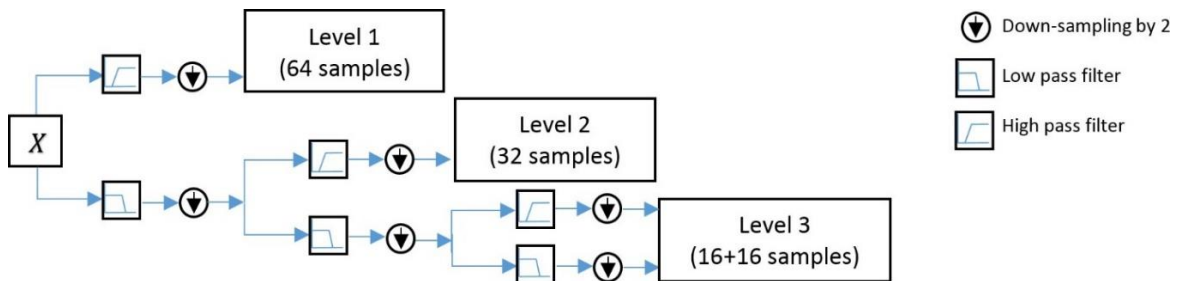 Level 1
(64 samples)
Down-sampling by 2
Low pass filter
High pass filter
X
Level 2
(32 samples)
Level 3
(16+16 samples)